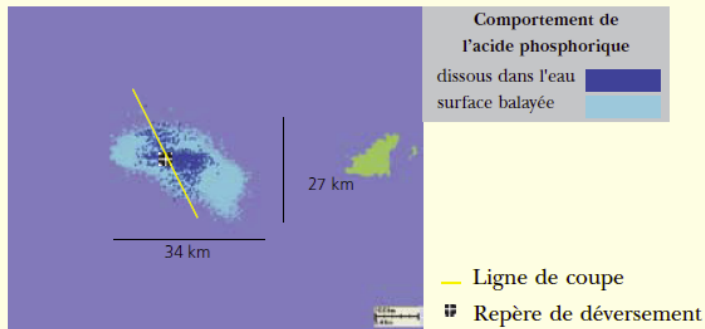 Comportement de
l'acide phosphorique
dissous dans l'eau
surface balayée
27 km
34 km
Ligne de coupe
Repère de déversement